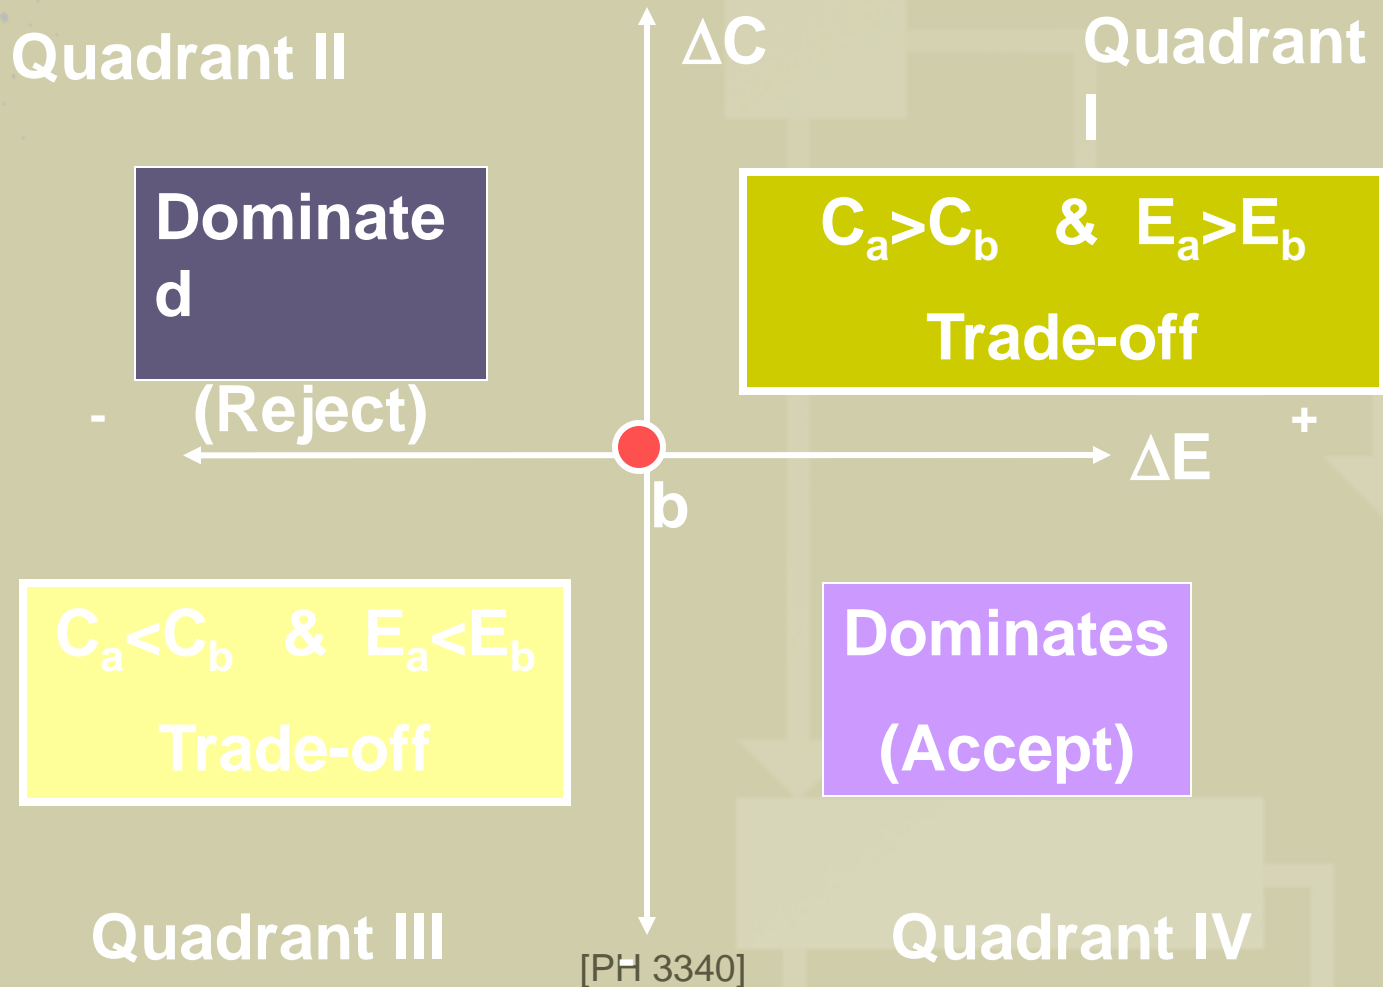 Quadrant II
ΔC
Quadrant
I
Dominate
d
(Reject)
Ca>Cb & Ea>Eb
Trade-off
-
+
ΔE
b
Ca<Cb & Ea<Eb
Trade-off
Dominates
(Accept)
Quadrant III
Quadrant IV
-
[PH 3340]